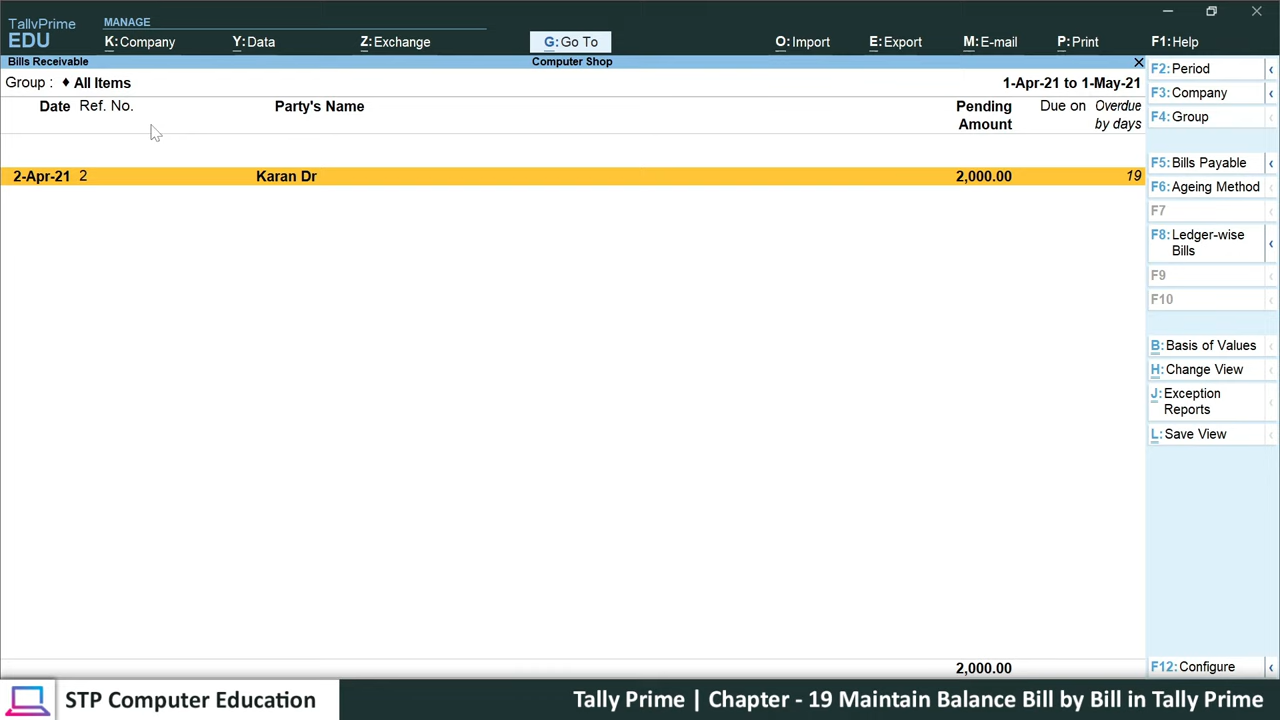 TallyPrime
EDU
MANAGE
K:Company
Y:Data
Z:Exchange
G:Go To
O:Import
E:Export
M:E-mail
P:Print
F1:Help
Bills Receivable
Computer Shop
Group : ♦ All Items
1-Apr-21 to 1-May-21
Date
Ref. No.
Party's Name
Pending
Amount
Due on
Overdue
by days
2-Apr-21 2 Karan Dr 2,000.00 19
2,000.00
F2:Period
F3:Company
F4:Group
F5:Bills Payable
F6:Ageing Method
F7
F8:Ledger-wise
Bills
F9
F10
B:Basis of Values
H:Change View
J:Exception
Reports
L:Save View
F12:Configure
STP Computer Education
Tally Prime | Chapter - 19 Maintain Balance Bill by Bill in Tally Prime